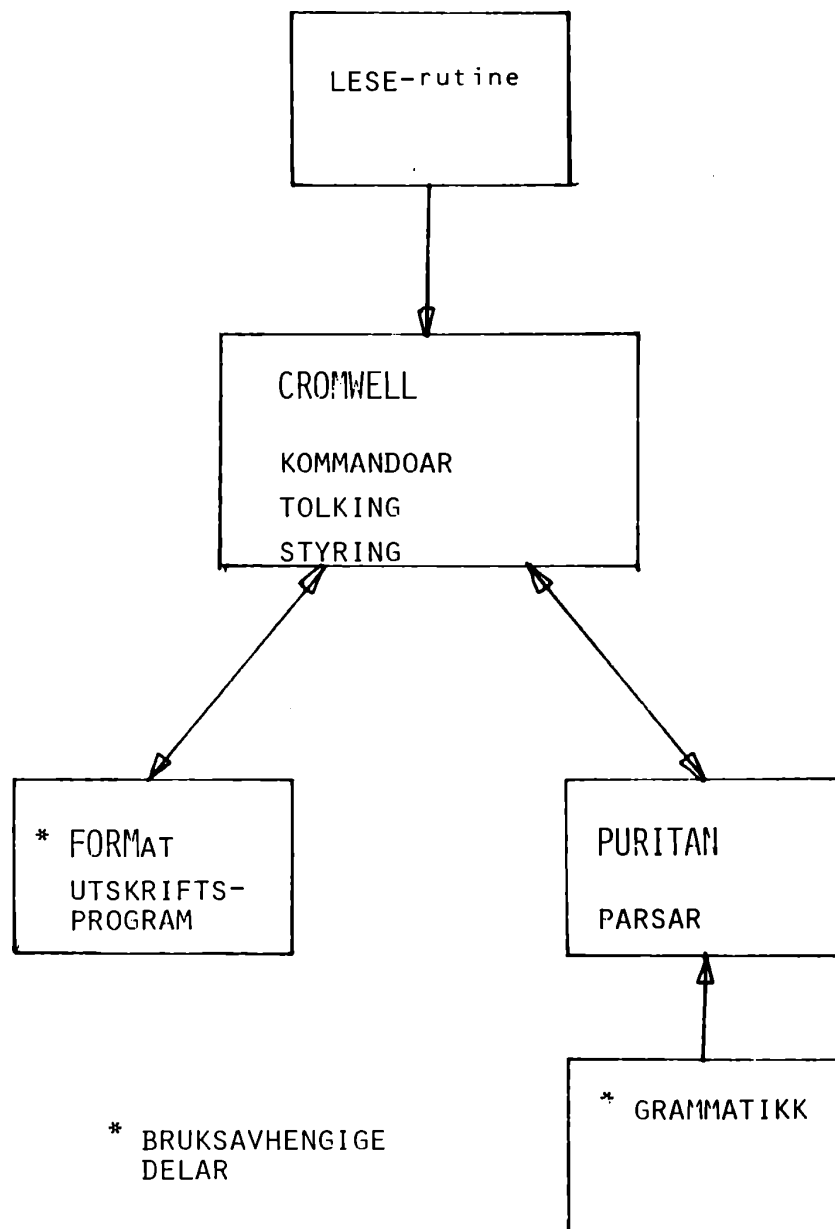 LESE-rutine
CROMWELL
KOMMANDOAR
TOLKING
STYRING
* FORMAT
UTSKRIFTS-
PROGRAM
PURITAN
PARSAR
* GRAMMATIKK
* BRUKSAVHENGIGE
DELAR